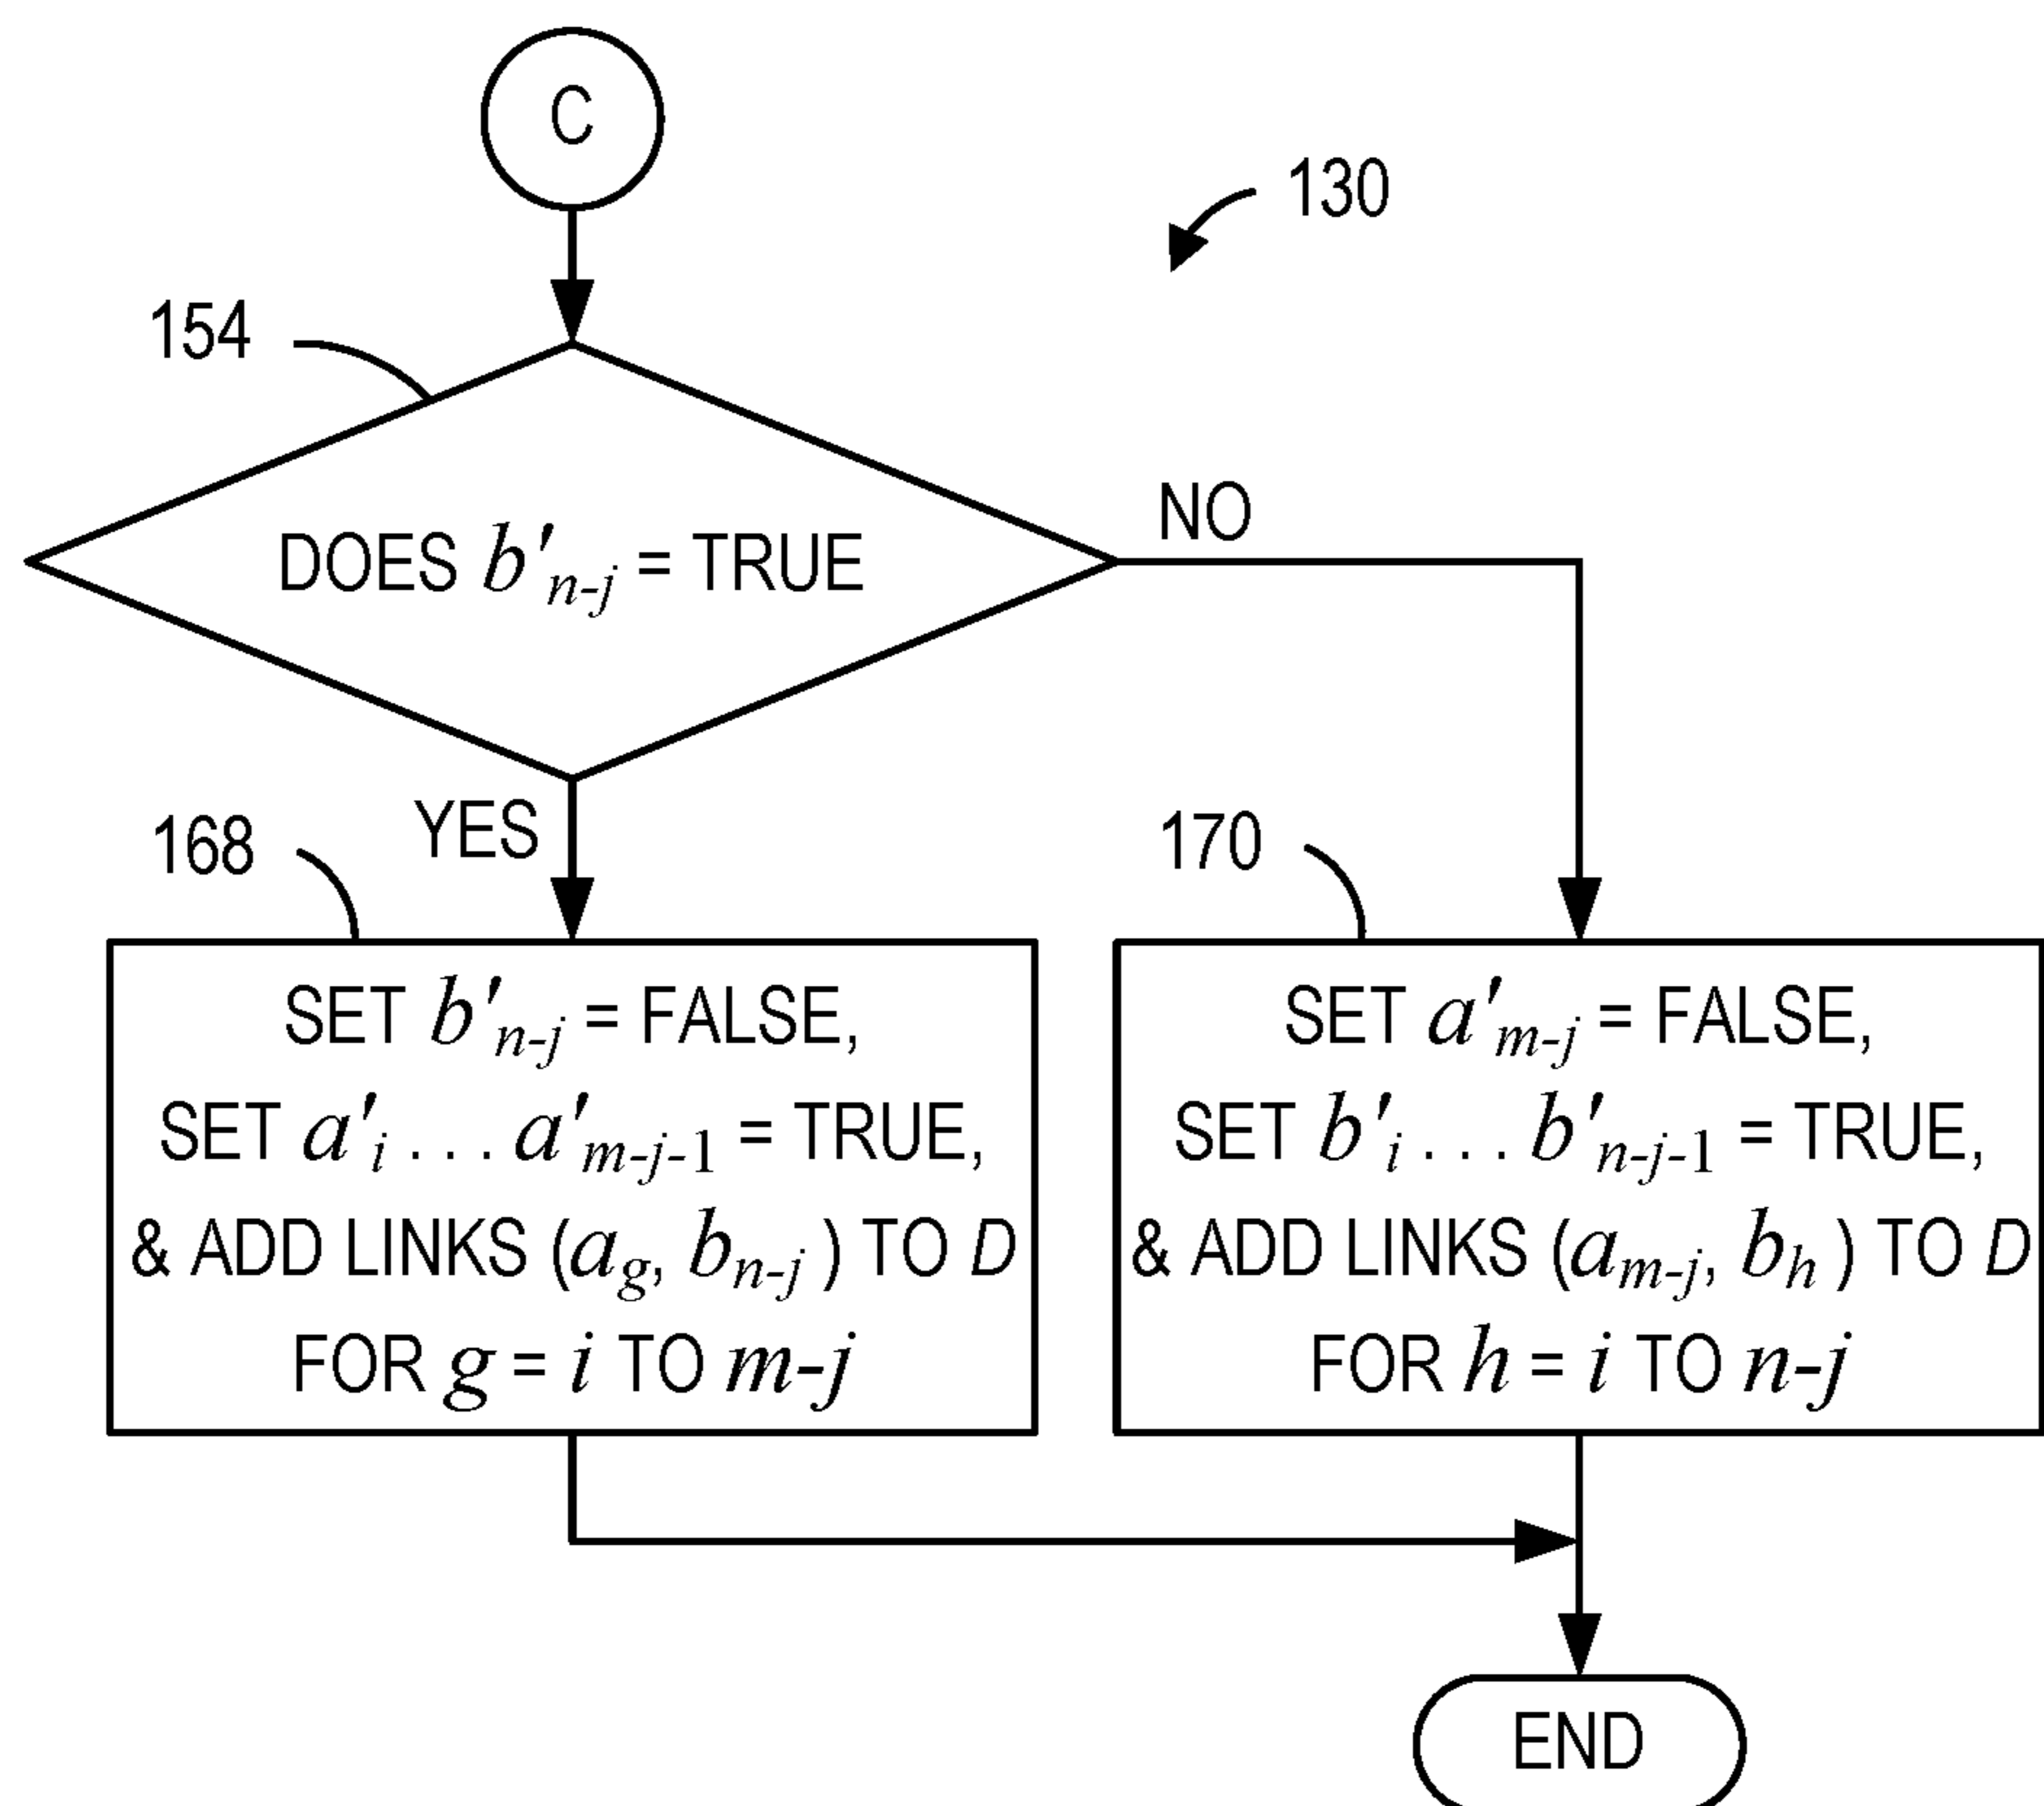 C
130
154
DOES b'n-j = TRUE
NO
YES
168
170
SET b'n-j = FALSE,
SET a'i . . . a'm-j-1 = TRUE,
& ADD LINKS (ag, bn-j ) TO D
FOR g = i TO m-j
SET a'm-j = FALSE,
SET b'i . . . b'n-j-1 = TRUE,
& ADD LINKS (am-j, bh ) TO D
FOR h = i TO n-j
END